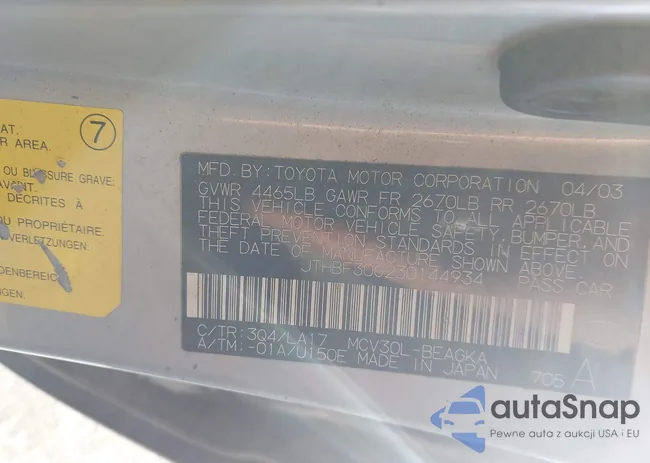 7
AT.
R AREA.
OU BLESSURE GRAVE
AVANT.
DÉCRITES À
U PROPRIÉTAIRE
VERLETZUNGEN.
DENBEREICH
NGEN.
MFD. BY: TOYOTA MOTOR CORPORATION 04/03
GVWR 4465LB GAWR FR 2670LB RR 2670LB
THIS VEHICLE CONFORMS TO ALL APPLICABLE
FEDERAL MOTOR VEHICLE SAFETY, BUMPER, AND
THEFT PREVENTION STANDARDS IN EFFECT ON
THE DATE OF MANUFACTURE SHOWN ABOVE.
JTHBF30G230144934 PASS. CAR
C/TR: 3Q4/LA17 MCV30L-BEAGKA
A/TM: -01A/U150E MADE IN JAPAN 705 A
autaSnap
Pewne auta z aukcji USA i EU